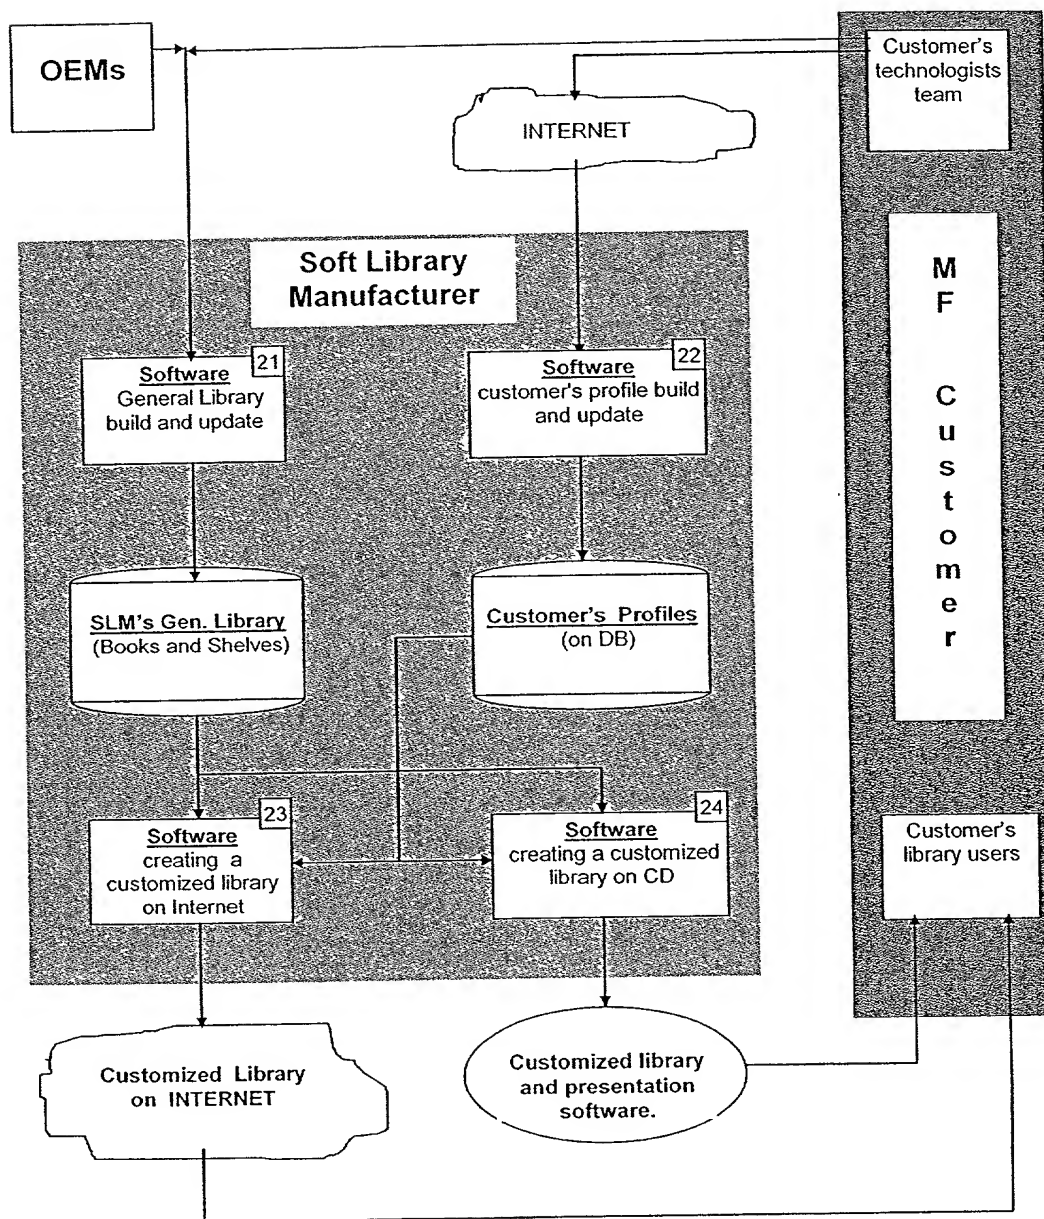 OEMs
Customer's
technologists
team
INTERNET
Soft Library
Manufacturer
M
F
C
u
s
t
o
m
e
r
21
Software
General Library
build and update
22
Software
customer's profile build
and update
SLM's Gen. Library
(Books and Shelves)
Customer's Profiles
(on DB)
23
Software
creating a
customized library
on Internet
24
Software
creating a customized
library on CD
Customer's
library users
Customized Library
on INTERNET
Customized library
and presentation
software.